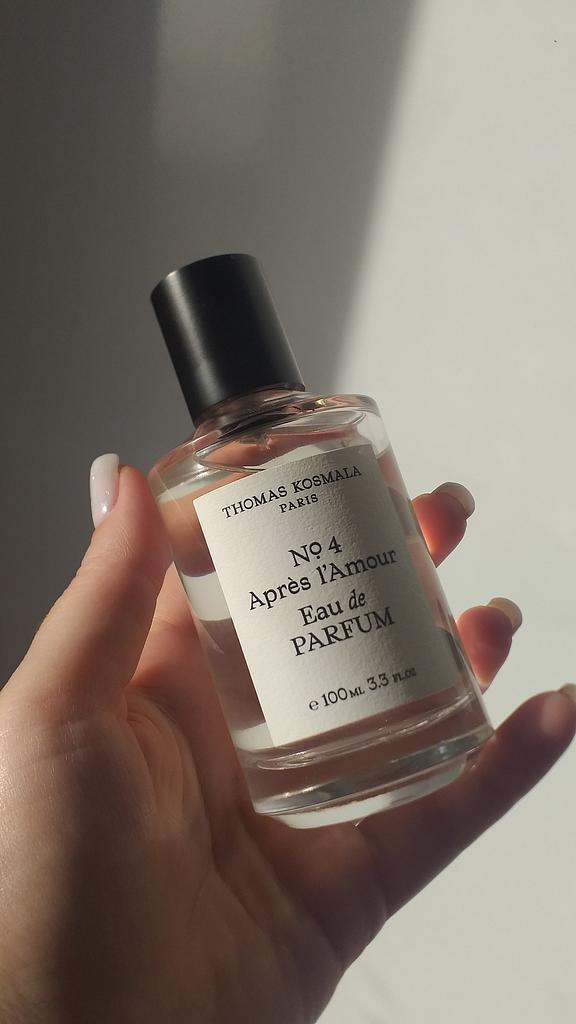 THOMAS KOSMALA
PARIS
Nº 4
Après l'Amour
Eau de
PARFUM
℮ 100 ML 3.3 FL.OZ